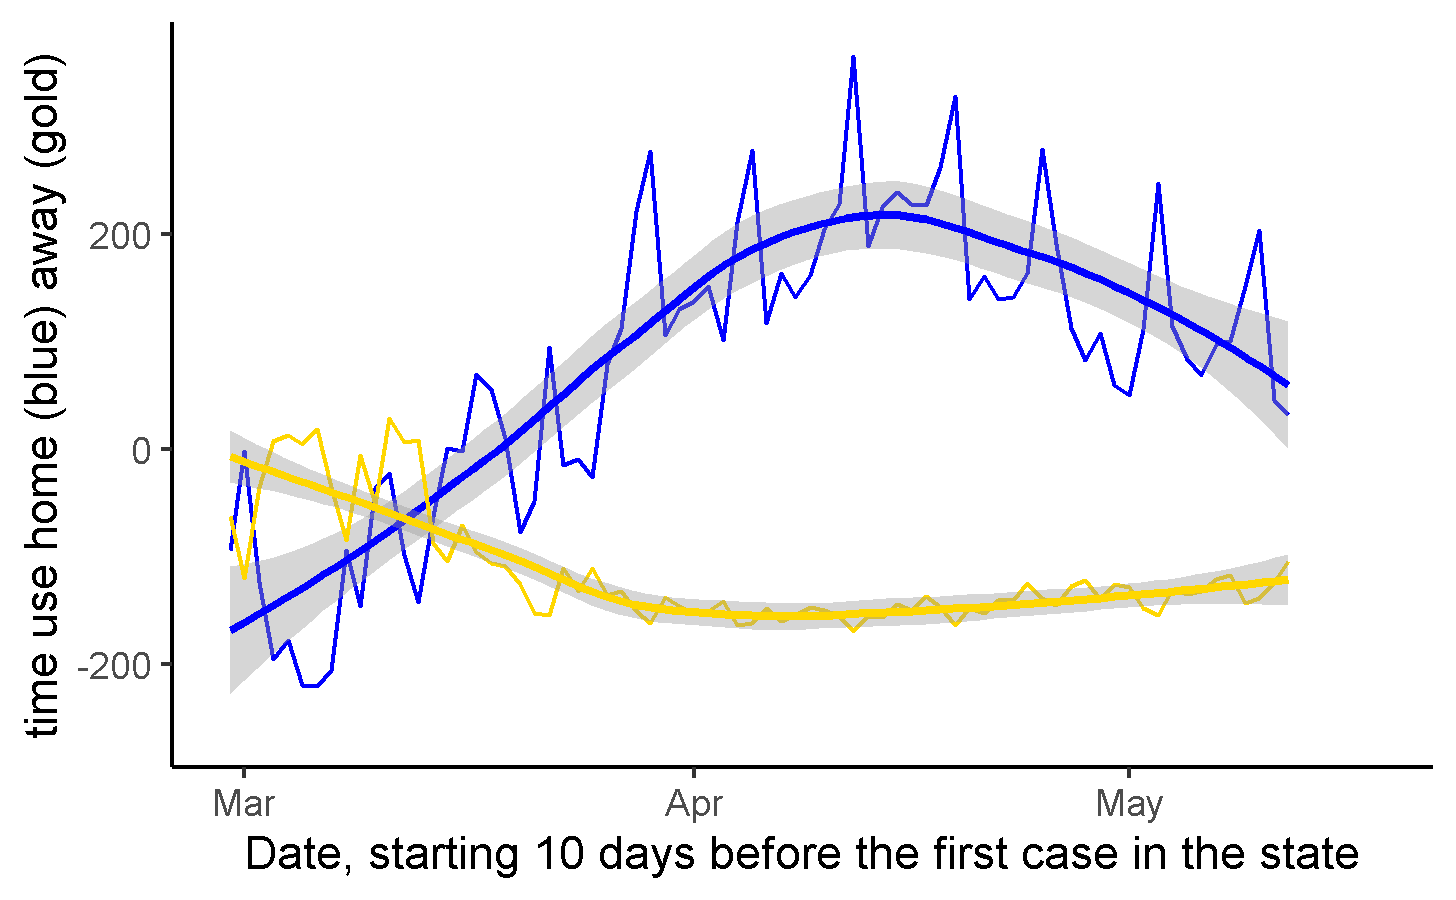 time use home (blue) away (gold)
200
0
-200
Mar
Apr
May
Date, starting 10 days before the first case in the state